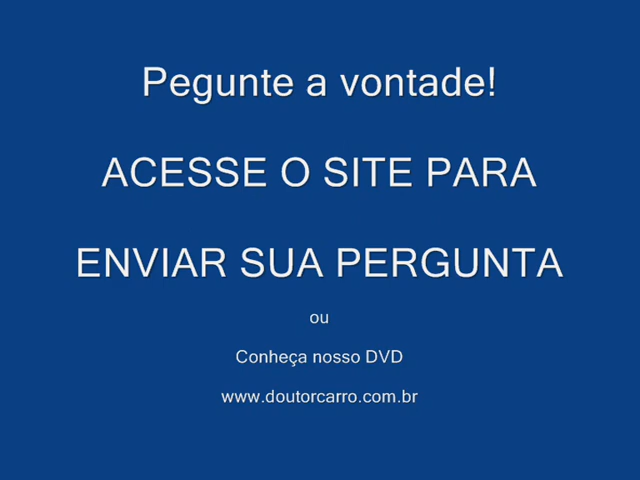 Pegunte a vontade!
ACESSE O SITE PARA
ENVIAR SUA PERGUNTA
ou
Conheça nosso DVD
www.doutorcarro.com.br